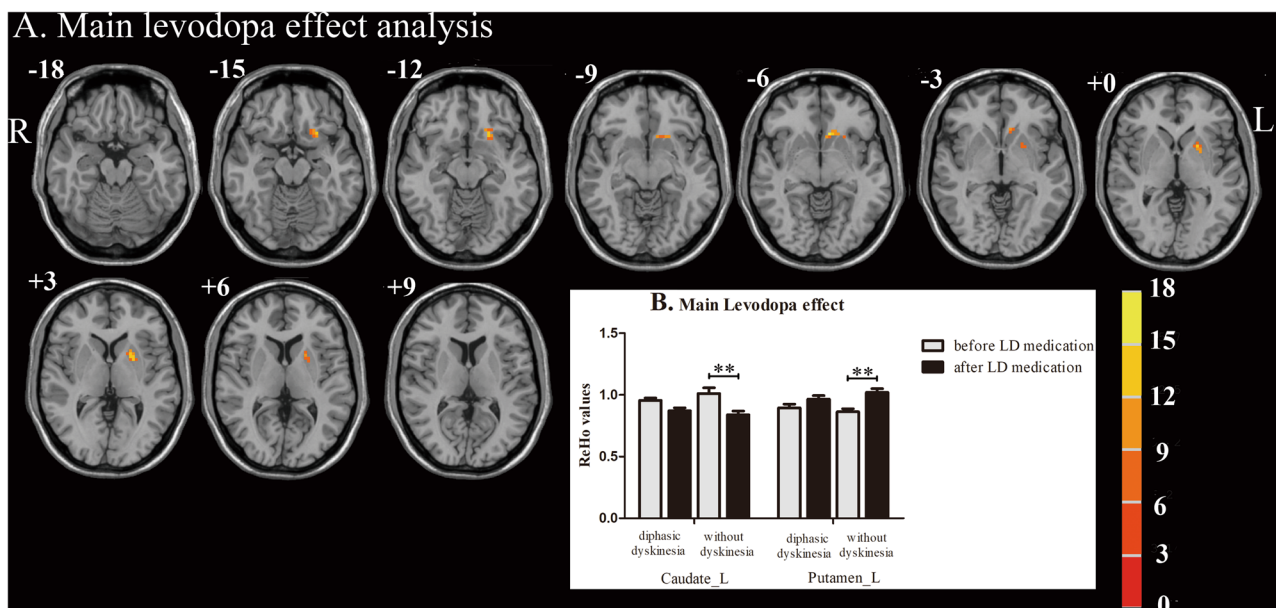 A. Main levodopa effect analysis
-18 -15 -12 -9 -6 -3 +0
R L
+3 +6 +9
B. Main Levodopa effect
1.5
1.0
0.5
0.0
ReHo values
** **
before LD medication
after LD medication
diphasic dyskinesia
without dyskinesia
diphasic dyskinesia
without dyskinesia
Caudate_L Putamen_L
18
15
12
9
6
3
0